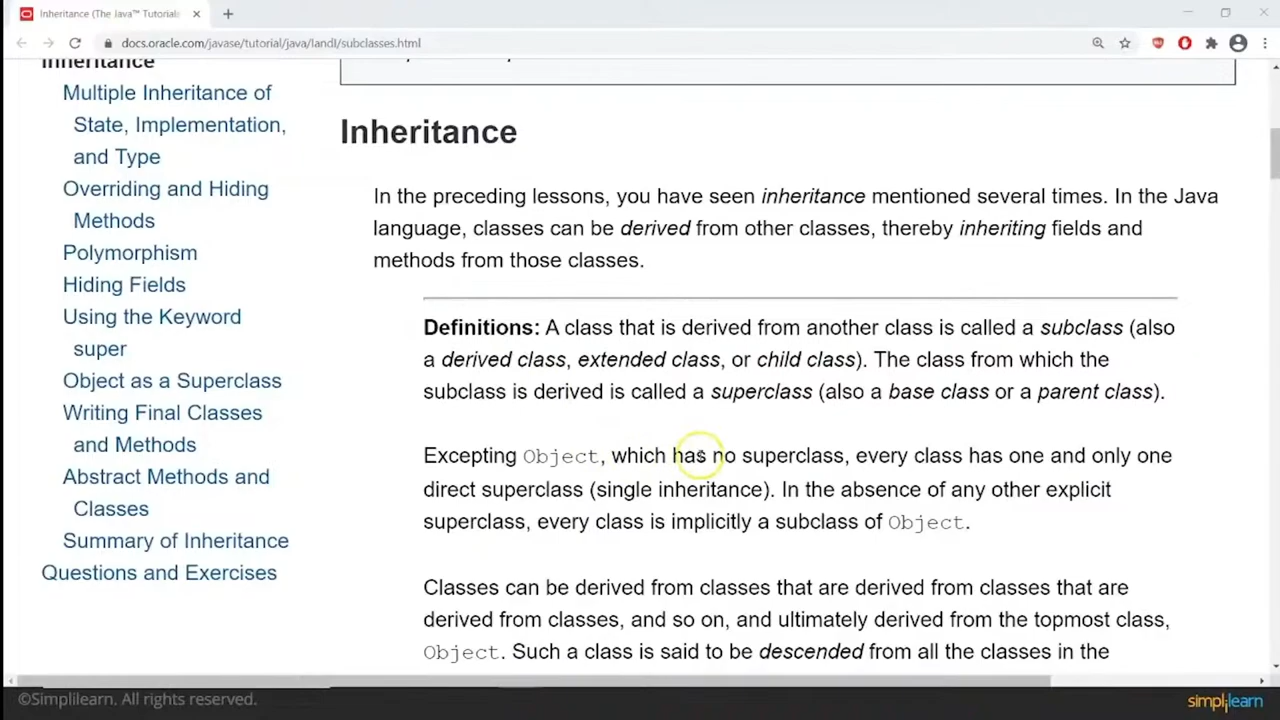 Inheritance (The Java™ Tutorials
docs.oracle.com/javase/tutorial/java/IandI/subclasses.html
Inheritance
Multiple Inheritance of
State, Implementation,
and Type
Overriding and Hiding
Methods
Polymorphism
Hiding Fields
Using the Keyword
super
Object as a Superclass
Writing Final Classes
and Methods
Abstract Methods and
Classes
Summary of Inheritance
Questions and Exercises
Inheritance
In the preceding lessons, you have seen inheritance mentioned several times. In the Java
language, classes can be derived from other classes, thereby inheriting fields and
methods from those classes.
Definitions: A class that is derived from another class is called a subclass (also
a derived class, extended class, or child class). The class from which the
subclass is derived is called a superclass (also a base class or a parent class).
Excepting Object, which has no superclass, every class has one and only one
direct superclass (single inheritance). In the absence of any other explicit
superclass, every class is implicitly a subclass of Object.
Classes can be derived from classes that are derived from classes that are
derived from classes, and so on, and ultimately derived from the topmost class,
Object. Such a class is said to be descended from all the classes in the
©Simplilearn. All rights reserved.
simplilearn